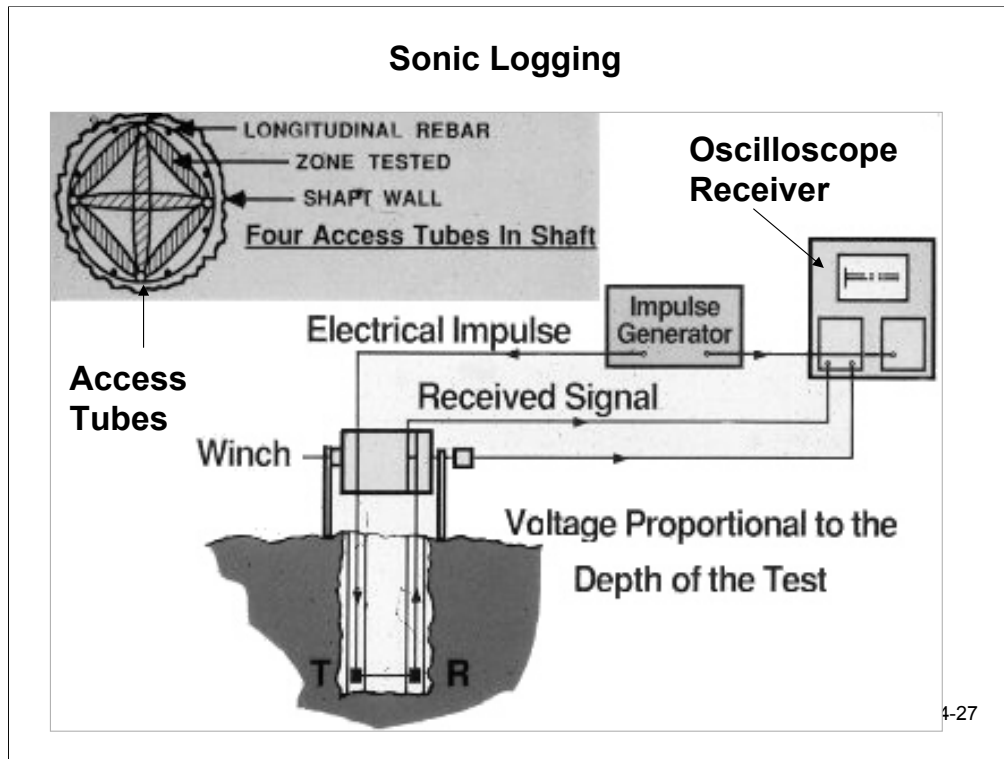 Sonic Logging
LONGITUDINAL REBAR
ZONE TESTED
SHAFT WALL
Four Access Tubes In Shaft
Oscilloscope
Receiver
Impulse
Generator
Electrical Impulse
Access
Tubes
Received Signal
Winch
Voltage Proportional to the
Depth of the Test
T
R
4-27